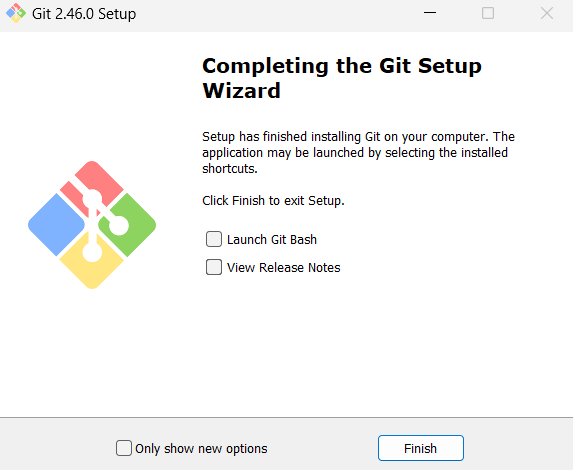 Git 2.46.0 Setup
Completing the Git Setup
Wizard
Setup has finished installing Git on your computer. The
application may be launched by selecting the installed
shortcuts.
Click Finish to exit Setup.
Launch Git Bash
View Release Notes
Only show new options
Finish